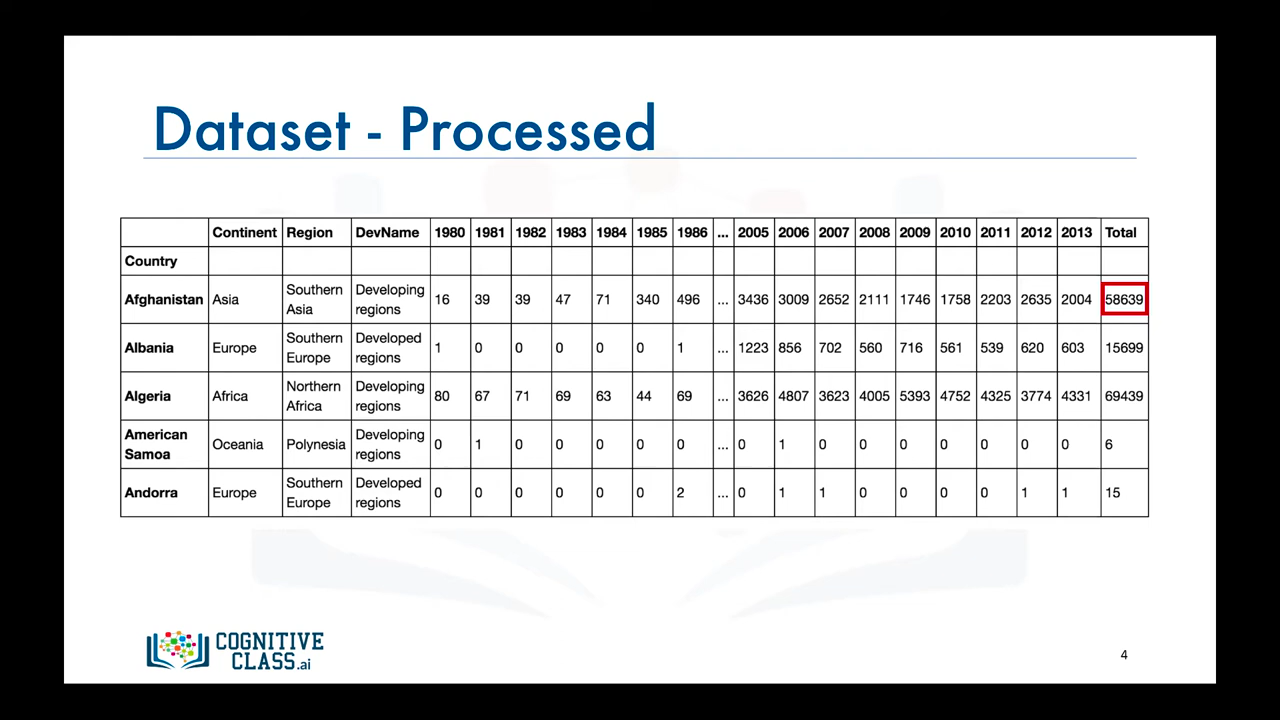 Dataset - Processed
Continent Region DevName 1980 1981 1982 1983 1984 1985 1986 ... 2005 2006 2007 2008 2009 2010 2011 2012 2013 Total
Country
Afghanistan Asia Southern Asia Developing regions 16 39 39 47 71 340 496 ... 3436 3009 2652 2111 1746 1758 2203 2635 2004 58639
Albania Europe Southern Europe Developed regions 1 0 0 0 0 0 1 ... 1223 856 702 560 716 561 539 620 603 15699
Algeria Africa Northern Africa Developing regions 80 67 71 69 63 44 69 ... 3626 4807 3623 4005 5393 4752 4325 3774 4331 69439
American Samoa Oceania Polynesia Developing regions 0 1 0 0 0 0 0 ... 0 1 0 0 0 0 0 0 0 6
Andorra Europe Southern Europe Developed regions 0 0 0 0 0 0 2 ... 0 1 1 0 0 0 0 1 1 15
COGNITIVE
CLASS.ai
4